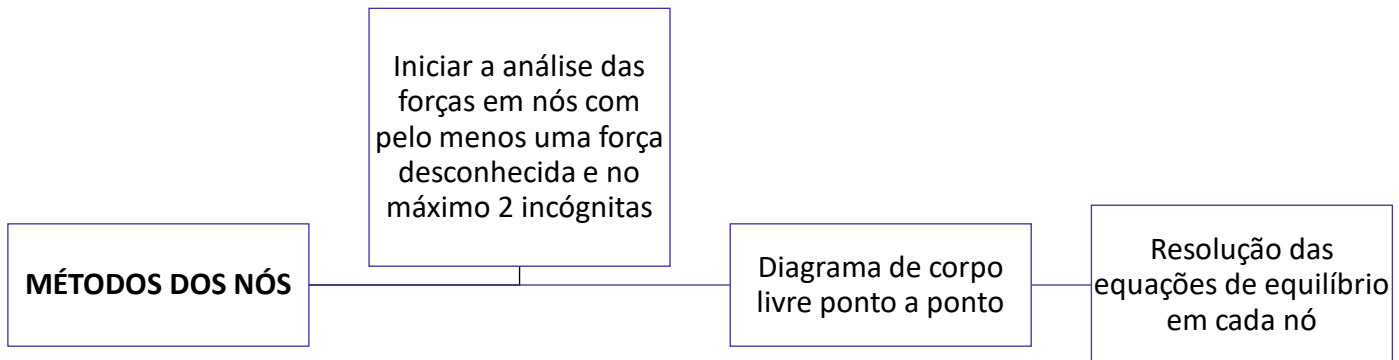 MÉTODOS DOS NÓS
Iniciar a análise das
forças em nós com
pelo menos uma força
desconhecida e no
máximo 2 incógnitas
Diagrama de corpo
livre ponto a ponto
Resolução das
equações de equilíbrio
em cada nó